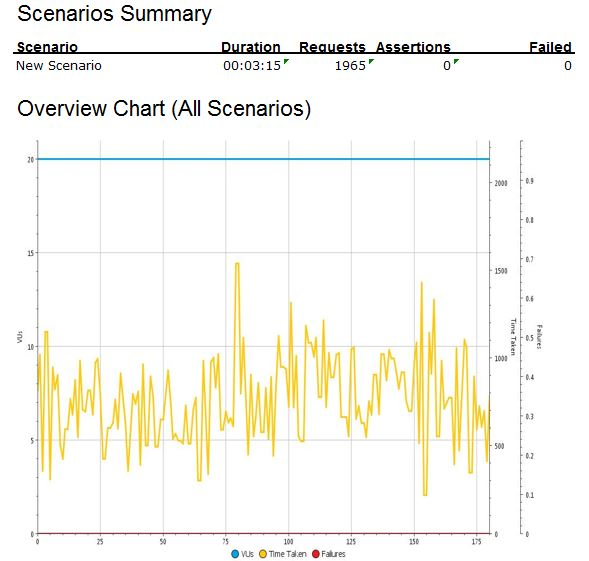 Scenarios Summary
Scenario Duration Requests Assertions Failed
New Scenario 00:03:15 1965 0 0
Overview Chart (All Scenarios)
20
15
10
5
0
VUs
2000
1500
1000
500
0
Time Taken
0.9
0.8
0.7
0.6
0.5
0.4
0.3
0.2
0.1
0
Failures
0 25 50 75 100 125 150 175
VUs Time Taken Failures